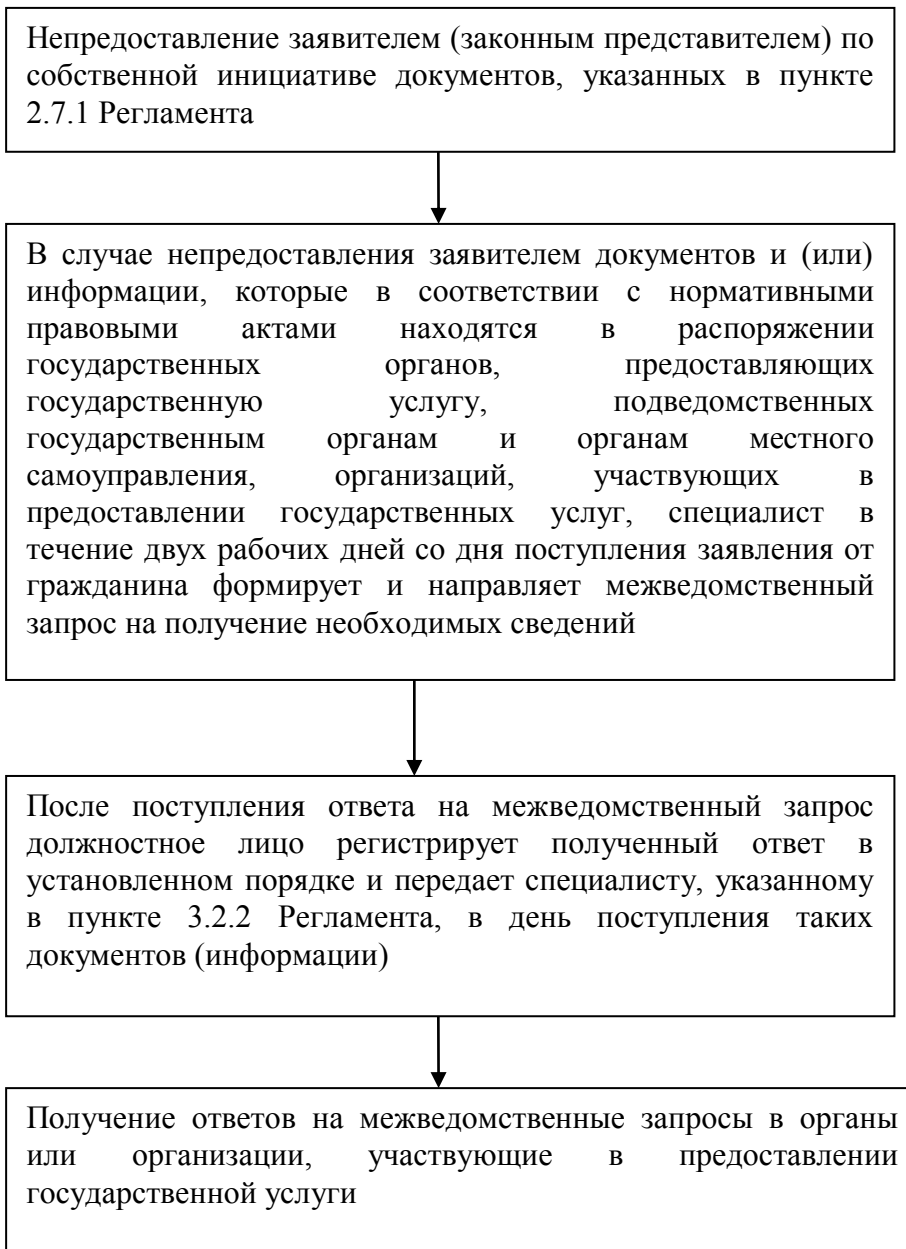 Непредоставление заявителем (законным представителем) по
собственной инициативе документов, указанных в пункте
2.7.1 Регламента
В случае непредоставления заявителем документов и (или)
информации, которые в соответствии с нормативными
правовыми актами находятся в распоряжении
государственных органов, предоставляющих
государственную услугу, подведомственных
государственным органам и органам местного
самоуправления, организаций, участвующих в
предоставлении государственных услуг, специалист в
течение двух рабочих дней со дня поступления заявления от
гражданина формирует и направляет межведомственный
запрос на получение необходимых сведений
После поступления ответа на межведомственный запрос
должностное лицо регистрирует полученный ответ в
установленном порядке и передает специалисту, указанному
в пункте 3.2.2 Регламента, в день поступления таких
документов (информации)
Получение ответов на межведомственные запросы в органы
или организации, участвующие в предоставлении
государственной услуги